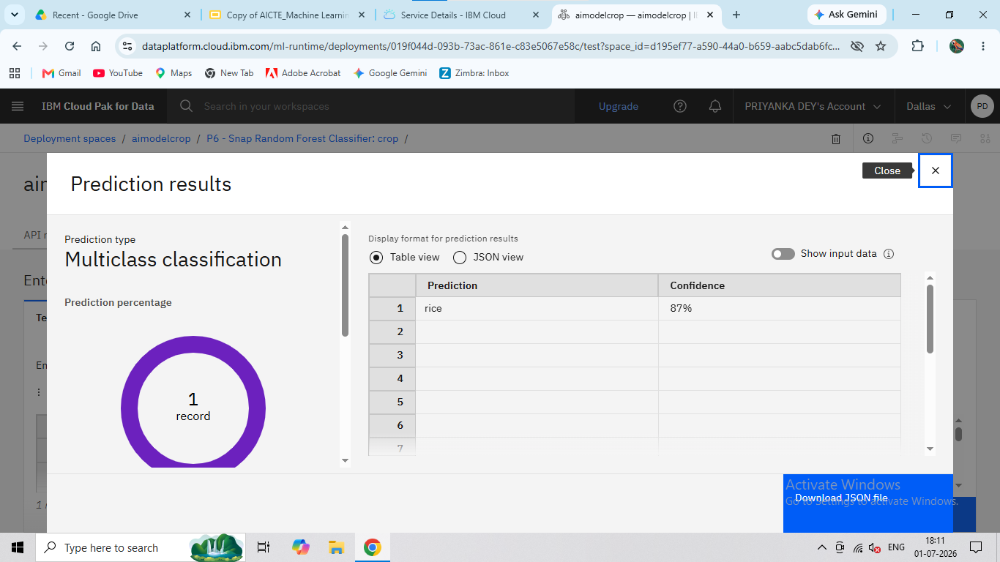 Recent - Google Drive
Copy of AICTE_Machine Learnin
Service Details - IBM Cloud
aimodelcrop — aimodelcrop | I
Ask Gemini
dataplatform.cloud.ibm.com/ml-runtime/deployments/019f044d-093b-73ac-861e-c83e5067e58c/test?space_id=d195ef77-a590-44a0-b659-aabc5dab6fc...
Gmail
YouTube
Maps
New Tab
Adobe Acrobat
Google Gemini
Zimbra: Inbox
IBM Cloud Pak for Data
Search in your workspaces
Upgrade
PRIYANKA DEY's Account
Dallas
PD
Deployment spaces / aimodelcrop / P6 - Snap Random Forest Classifier: crop /
Close
Prediction results
API
Prediction type
Multiclass classification
Display format for prediction results
Table view
JSON view
Show input data
Prediction percentage
Prediction
Confidence
1 rice 87%
2
3
4
5
6
7
1
record
Download JSON file
Activate Windows
Go to Settings to activate Windows.
Type here to search
ENG
18:11
01-07-2026